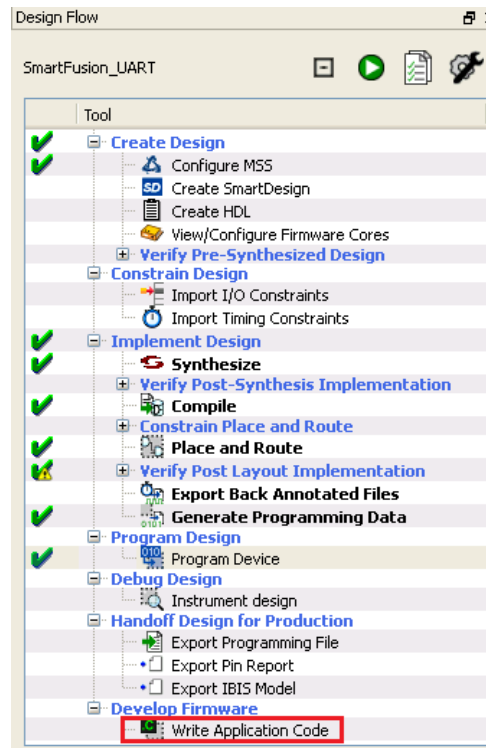 Design Flow
SmartFusion_UART
Tool
Create Design
Configure MSS
Create SmartDesign
Create HDL
View/Configure Firmware Cores
Verify Pre-Synthesized Design
Constrain Design
Import I/O Constraints
Import Timing Constraints
Implement Design
Synthesize
Verify Post-Synthesis Implementation
Compile
Constrain Place and Route
Place and Route
Verify Post Layout Implementation
Export Back Annotated Files
Generate Programming Data
Program Design
Program Device
Debug Design
Instrument design
Handoff Design for Production
Export Programming File
Export Pin Report
Export IBIS Model
Develop Firmware
Write Application Code